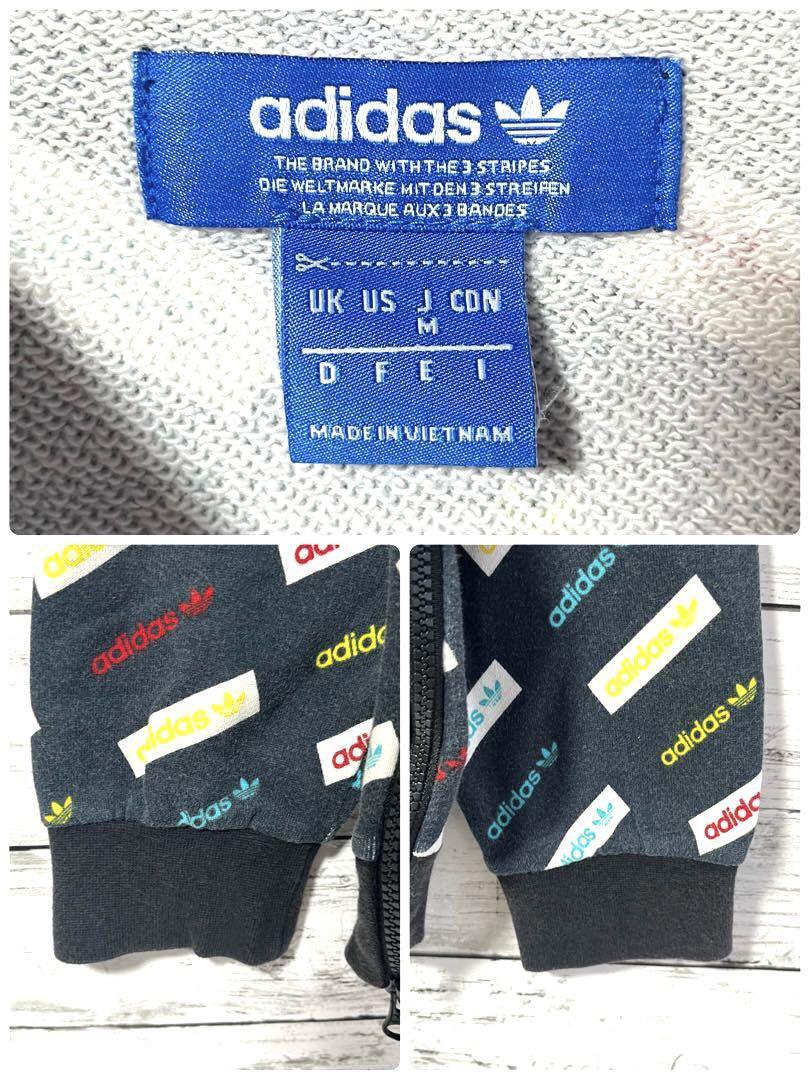 adidas
THE BRAND WITH THE 3 STRIPES
DIE WELTMARKE MIT DEN 3 STREIFEN
LA MARQUE AUX 3 BANDES
UK US J CDN
M
D F E I
MADE IN VIETNAM
adidas
adidas
adidas
adidas
adidas
adidas
adidas